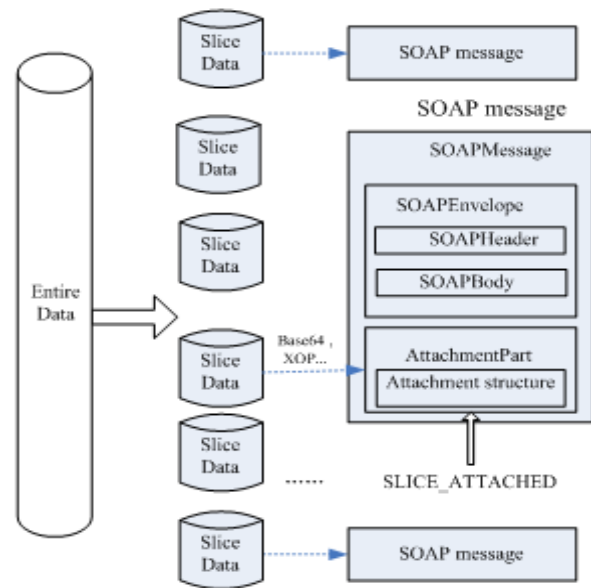 Slice
Data
SOAP message
SOAP message
Slice
Data
SOAPMessage
SOAPEnvelope
SOAPHeader
SOAPBody
Slice
Data
Entire
Data
Base64 ,
XOP...
Slice
Data
AttachmentPart
Attachment structure
Slice
Data
......
SLICE_ATTACHED
Slice
Data
SOAP message